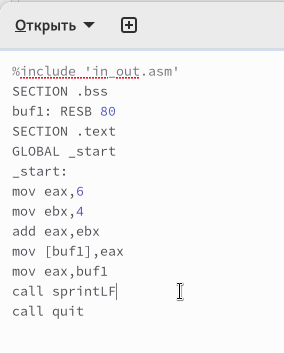 Открыть
%include 'in_out.asm'
SECTION .bss
buf1: RESB 80
SECTION .text
GLOBAL _start
_start:
mov eax,6
mov ebx,4
add eax,ebx
mov [buf1],eax
mov eax,buf1
call sprintLF
call quit